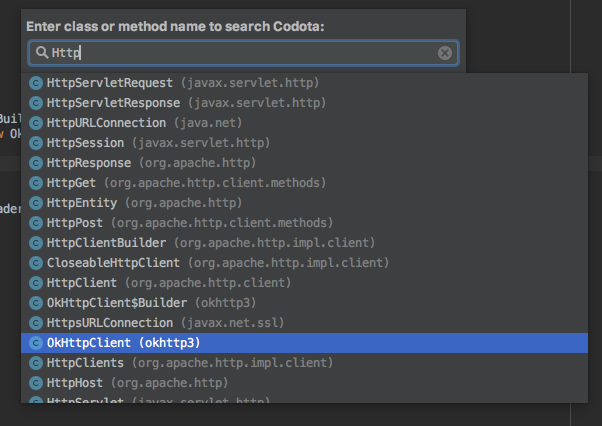 Enter class or method name to search Codota:
Http
HttpServletRequest (javax.servlet.http)
HttpServletResponse (javax.servlet.http)
HttpURLConnection (java.net)
HttpSession (javax.servlet.http)
HttpResponse (org.apache.http)
HttpGet (org.apache.http.client.methods)
HttpEntity (org.apache.http)
HttpPost (org.apache.http.client.methods)
HttpClientBuilder (org.apache.http.impl.client)
CloseableHttpClient (org.apache.http.impl.client)
HttpClient (org.apache.http.client)
OkHttpClient$Builder (okhttp3)
HttpsURLConnection (javax.net.ssl)
OkHttpClient (okhttp3)
HttpClients (org.apache.http.impl.client)
HttpHost (org.apache.http)
HttpServlet (javax.servlet.http)